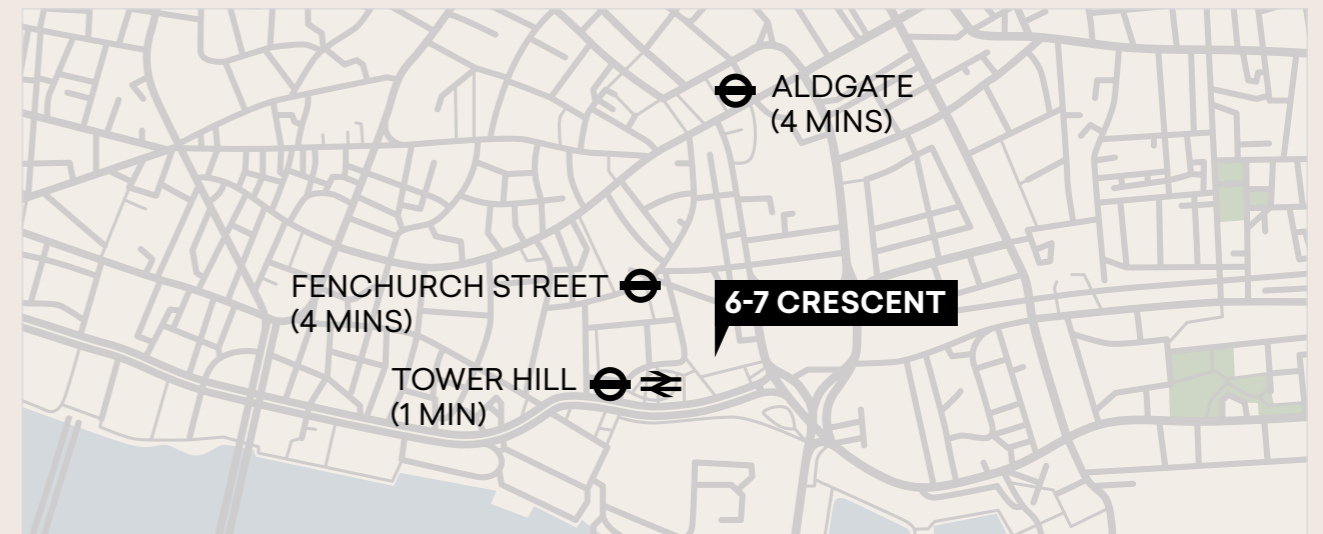 ALDGATE
(4 MINS)
FENCHURCH STREET
(4 MINS)
6-7 CRESCENT
TOWER HILL
(1 MIN)